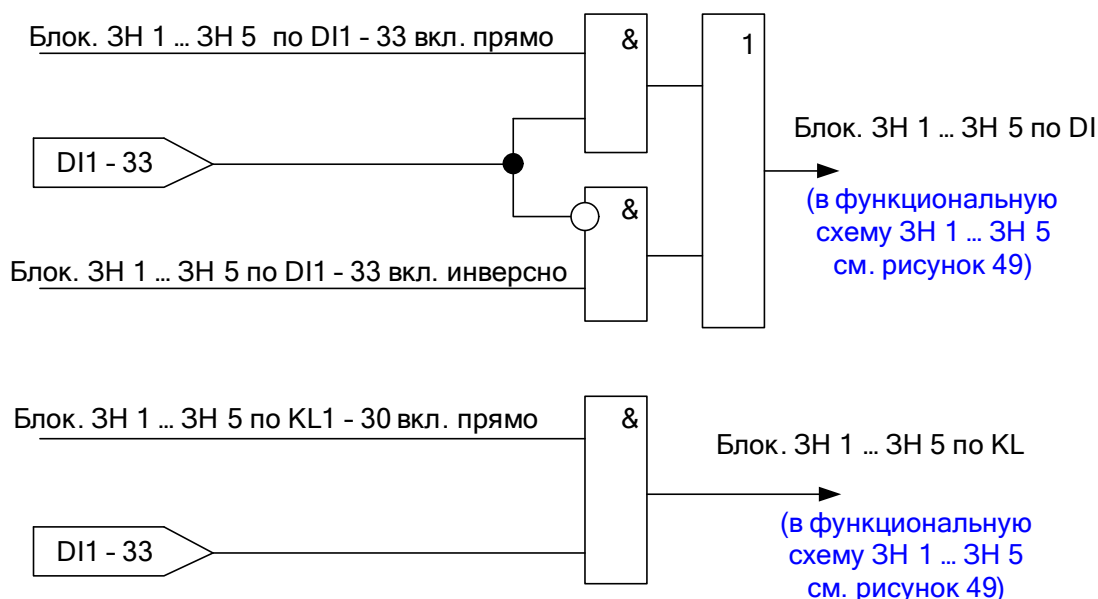 Блок. ЗН 1 ... ЗН 5 по DI1 - 33 вкл. прямо
&
1
Блок. ЗН 1 ... ЗН 5 по DI
DI1 - 33
(в функциональную
схему ЗН 1 ... ЗН 5
см. рисунок 49)
&
Блок. ЗН 1 ... ЗН 5 по DI1 - 33 вкл. инверсно
Блок. ЗН 1 ... ЗН 5 по KL1 - 30 вкл. прямо
&
Блок. ЗН 1 ... ЗН 5 по KL
DI1 - 33
(в функциональную
схему ЗН 1 ... ЗН 5
см. рисунок 49)